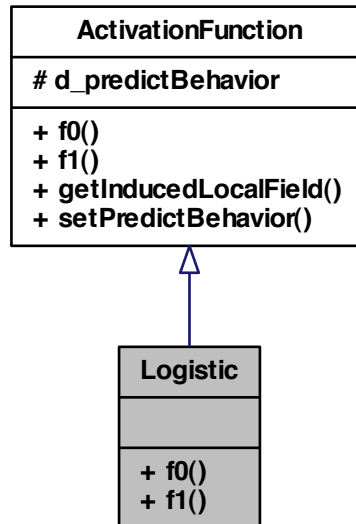 ActivationFunction
# d_predictBehavior
+ f0()
+ f1()
+ getInducedLocalField()
+ setPredictBehavior()
Logistic
+ f0()
+ f1()